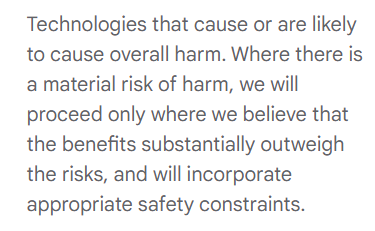 Technologies that cause or are likely
to cause overall harm. Where there is
a material risk of harm, we will
proceed only where we believe that
the benefits substantially outweigh
the risks, and will incorporate
appropriate safety constraints.